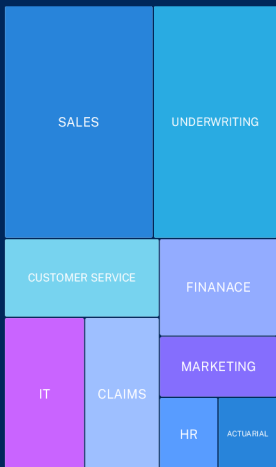 SALES
UNDERWRITING
CUSTOMER SERVICE
FINANACE
MARKETING
IT
CLAIMS
HR
ACTUARIAL